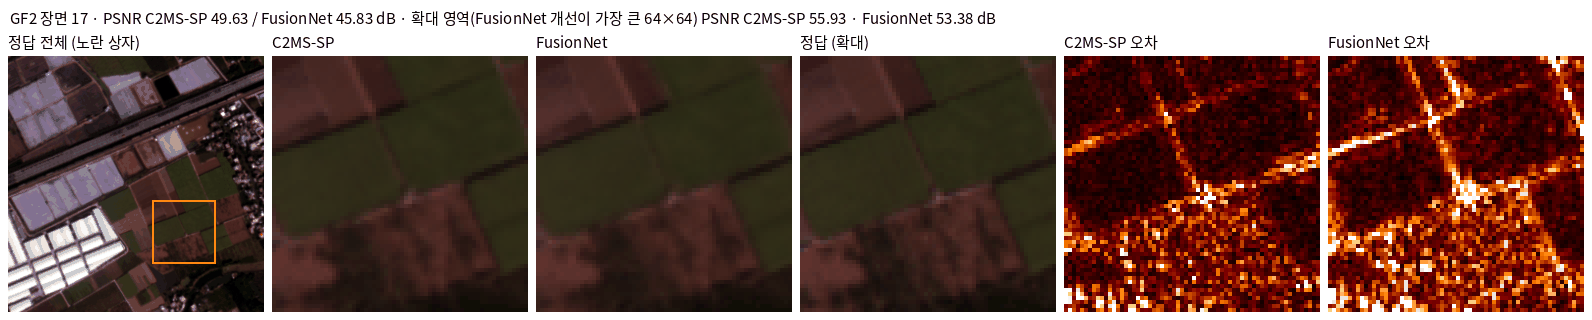 GF2 장면 17 · PSNR C2MS-SP 49.63 / FusionNet 45.83 dB · 확대 영역(FusionNet 개선이 가장 큰 64×64) PSNR C2MS-SP 55.93 · FusionNet 53.38 dB
정답 전체 (노란 상자)
C2MS-SP
FusionNet
정답 (확대)
C2MS-SP 오차
FusionNet 오차